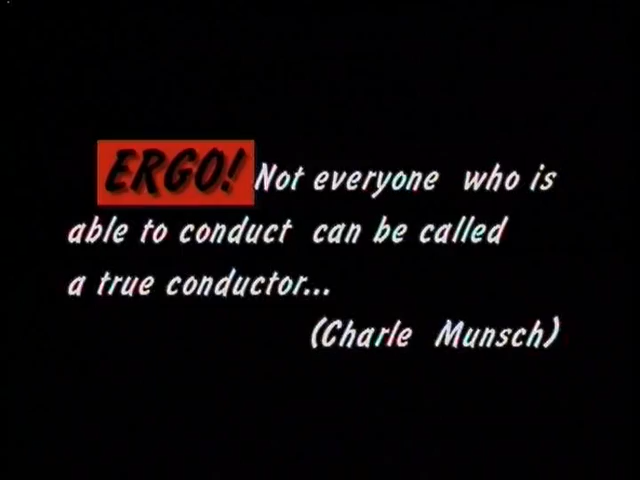 ERGO! Not everyone who is
able to conduct can be called
a true conductor...
(Charle Munsch)